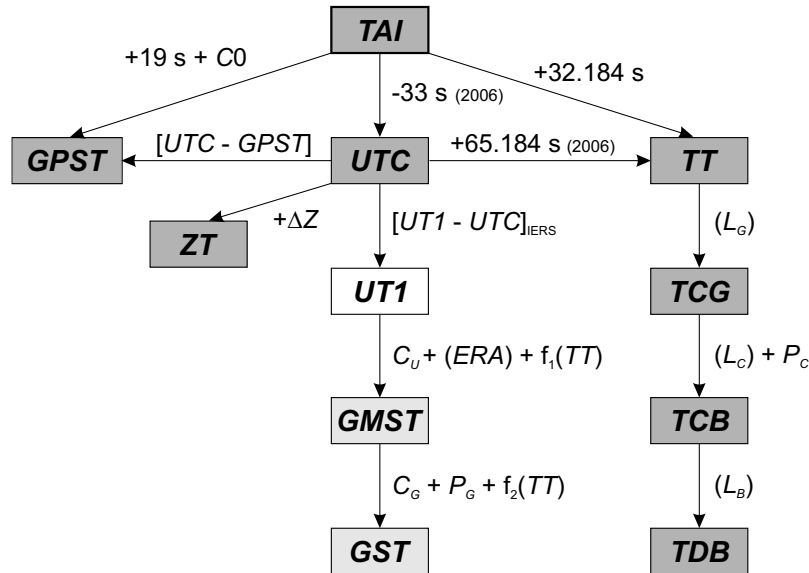 TAI
+19 s + C0
-33 s (2006)
+32.184 s
GPST
[UTC - GPST]
UTC
+65.184 s (2006)
TT
+ΔZ
ZT
[UT1 - UTC]IERS
(LG)
UT1
TCG
CU + (ERA) + f1(TT)
(LC) + PC
GMST
TCB
CG + PG + f2(TT)
(LB)
GST
TDB